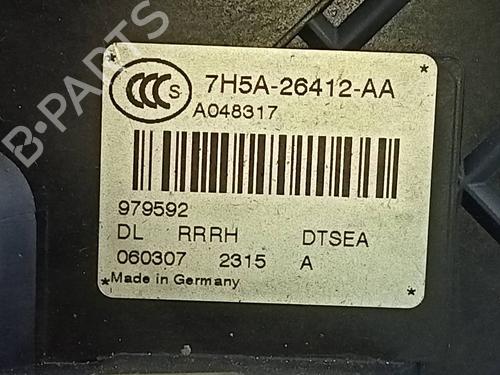 B-PARTS
CCC S
7H5A-26412-AA
A048317
979592
DL RRRH DTSEA
060307 2315 A
Made in Germany